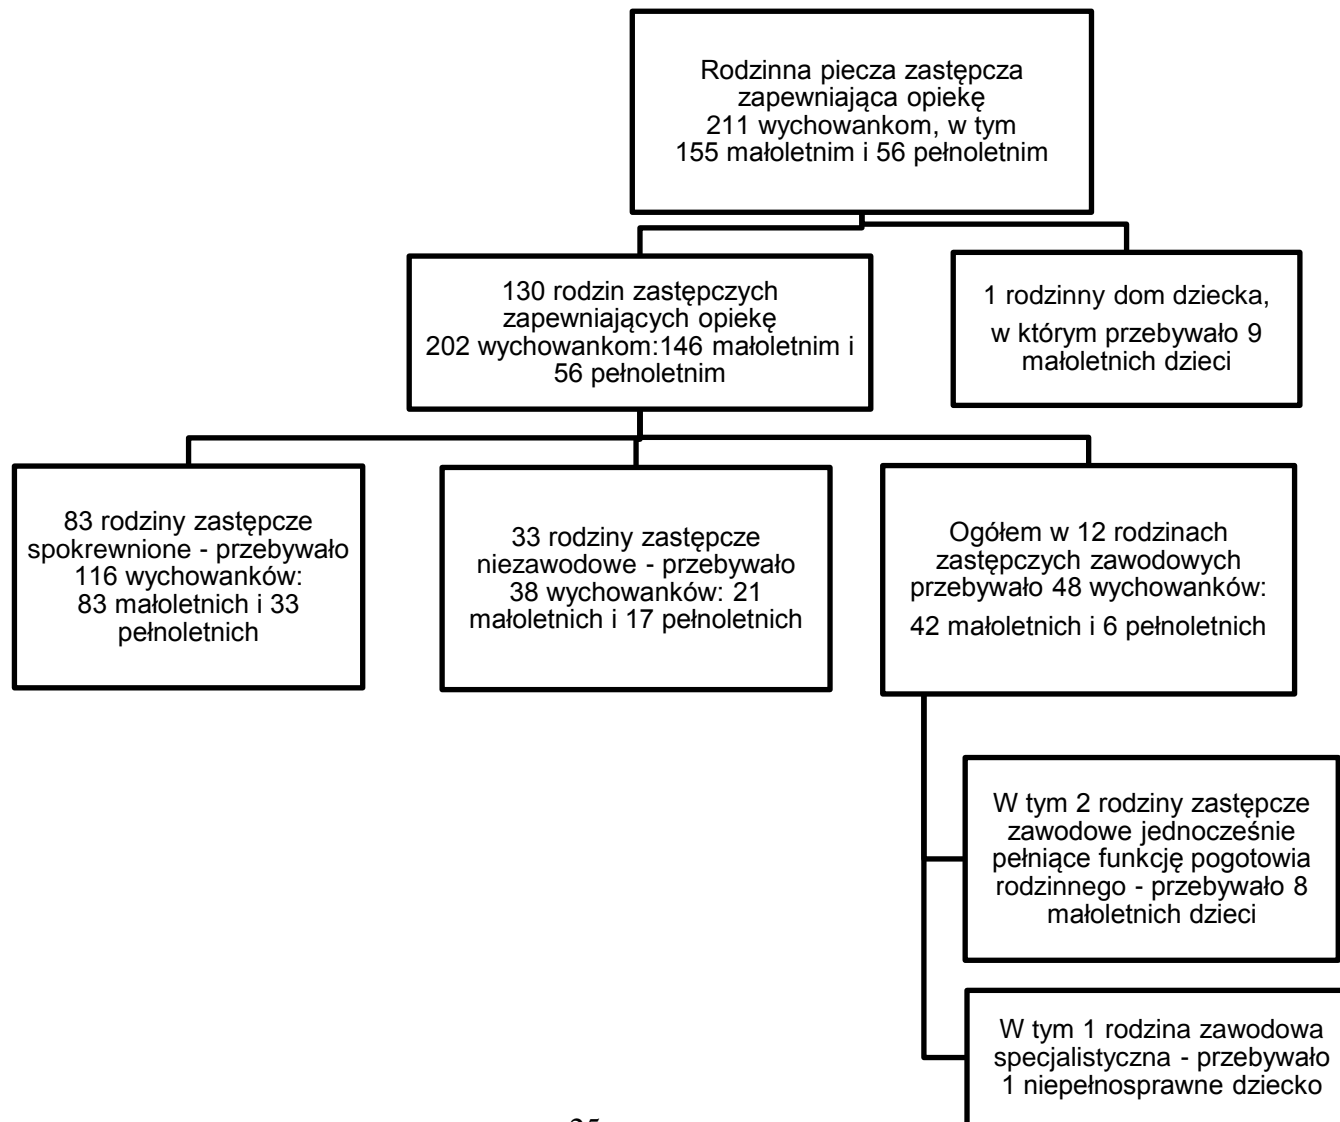 Rodzinna piecza zastępcza
zapewniająca opiekę
211 wychowankom, w tym
155 małoletnim i 56 pełnoletnim
130 rodzin zastępczych
zapewniających opiekę
202 wychowankom:146 małoletnim i
56 pełnoletnim
1 rodzinny dom dziecka,
w którym przebywało 9
małoletnich dzieci
83 rodziny zastępcze
spokrewnione - przebywało
116 wychowanków:
83 małoletnich i 33
pełnoletnich
33 rodziny zastępcze
niezawodowe - przebywało
38 wychowanków: 21
małoletnich i 17 pełnoletnich
Ogółem w 12 rodzinach
zastępczych zawodowych
przebywało 48 wychowanków:
42 małoletnich i 6 pełnoletnich
W tym 2 rodziny zastępcze
zawodowe jednocześnie
pełniące funkcję pogotowia
rodzinnego - przebywało 8
małoletnich dzieci
W tym 1 rodzina zawodowa
specjalistyczna - przebywało
1 niepełnosprawne dziecko